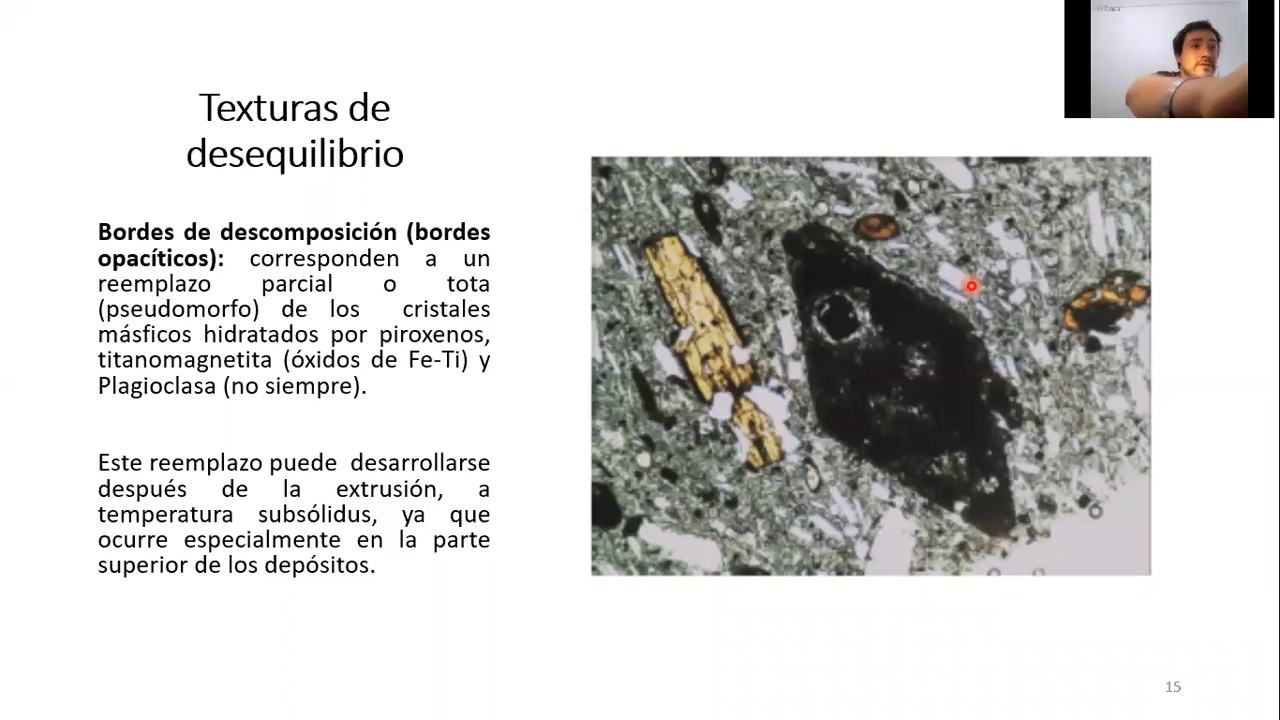 Texturas de
desequilibrio
Bordes de descomposición (bordes
opacíticos): corresponden a un
reemplazo parcial o tota
(pseudomorfo) de los cristales
másficos hidratados por piroxenos,
titanomagnetita (óxidos de Fe-Ti) y
Plagioclasa (no siempre).
Este reemplazo puede desarrollarse
después de la extrusión, a
temperatura subsólidus, ya que
ocurre especialmente en la parte
superior de los depósitos.
15